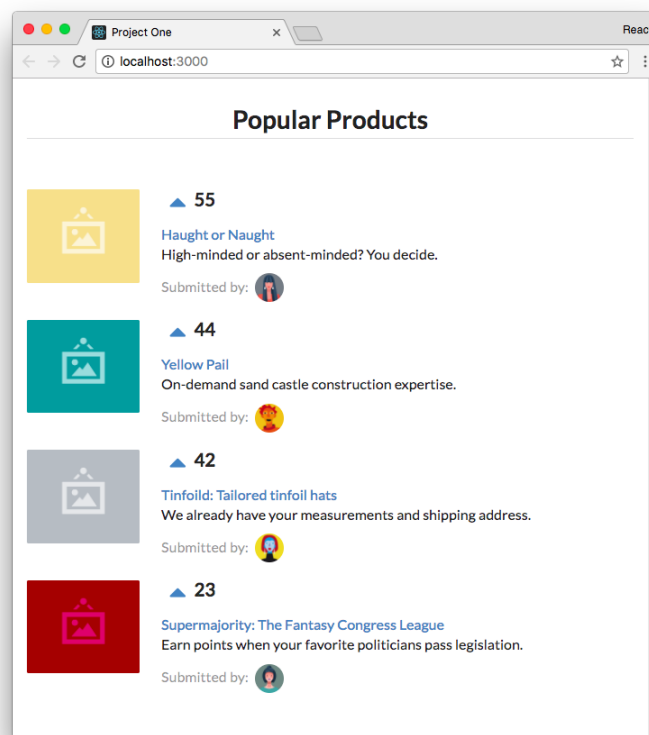 Project One
Reac
localhost:3000
Popular Products
55
Haught or Naught
High-minded or absent-minded? You decide.
Submitted by:
44
Yellow Pail
On-demand sand castle construction expertise.
Submitted by:
42
Tinfoild: Tailored tinfoil hats
We already have your measurements and shipping address.
Submitted by:
23
Supermajority: The Fantasy Congress League
Earn points when your favorite politicians pass legislation.
Submitted by: